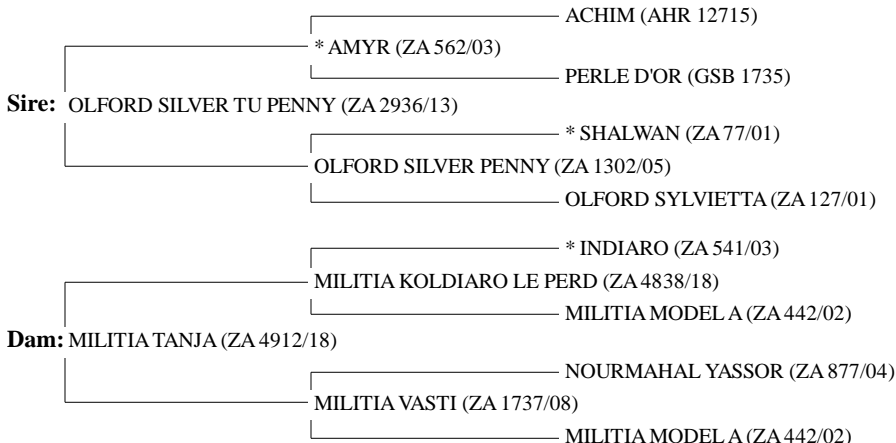 ACHIM (AHR 12715)
* AMYR (ZA 562/03)
PERLE D'OR (GSB 1735)
Sire: OLFORD SILVER TU PENNY (ZA 2936/13)
* SHALWAN (ZA 77/01)
OLFORD SILVER PENNY (ZA 1302/05)
OLFORD SYLVIETTA (ZA 127/01)
* INDIARO (ZA 541/03)
MILITIA KOLDIARO LE PERD (ZA 4838/18)
MILITIA MODEL A (ZA 442/02)
Dam: MILITIA TANJA (ZA 4912/18)
NOURMAHAL YASSOR (ZA 877/04)
MILITIA VASTI (ZA 1737/08)
MILITIA MODEL A (ZA 442/02)